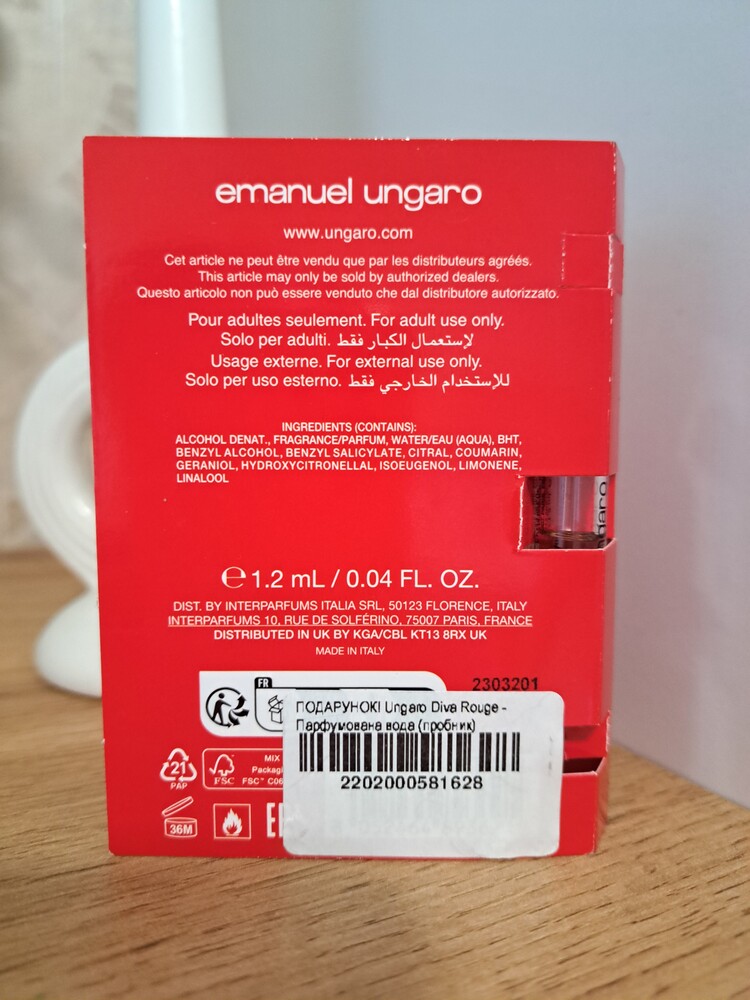 emanuel ungaro
www.ungaro.com
Cet article ne peut être vendu que par les distributeurs agréés.
This article may only be sold by authorized dealers.
Questo articolo non può essere venduto che dal distributore autorizzato.
Pour adultes seulement. For adult use only.
Solo per adulti. لإستعمال الكبار فقط
Usage externe. For external use only.
Solo per uso esterno. للإستخدام الخارجي فقط
INGREDIENTS (CONTAINS):
ALCOHOL DENAT., FRAGRANCE/PARFUM, WATER/EAU (AQUA), BHT,
BENZYL ALCOHOL, BENZYL SALICYLATE, CITRAL, COUMARIN,
GERANIOL, HYDROXYCITRONELLAL, ISOEUGENOL, LIMONENE,
LINALOOL
ngaro
℮ 1.2 mL / 0.04 FL. OZ.
DIST. BY INTERPARFUMS ITALIA SRL, 50123 FLORENCE, ITALY
INTERPARFUMS 10, RUE DE SOLFÉRINO, 75007 PARIS, FRANCE
DISTRIBUTED IN UK BY KGA/CBL KT13 8RX UK
MADE IN ITALY
FR
2303201
ПОДАРУНОК! Ungaro Diva Rouge -
Парфумована вода (пробник)
2202000581628
21
PAP
FSC
MIX
Packagi
FSC™ C06
36M